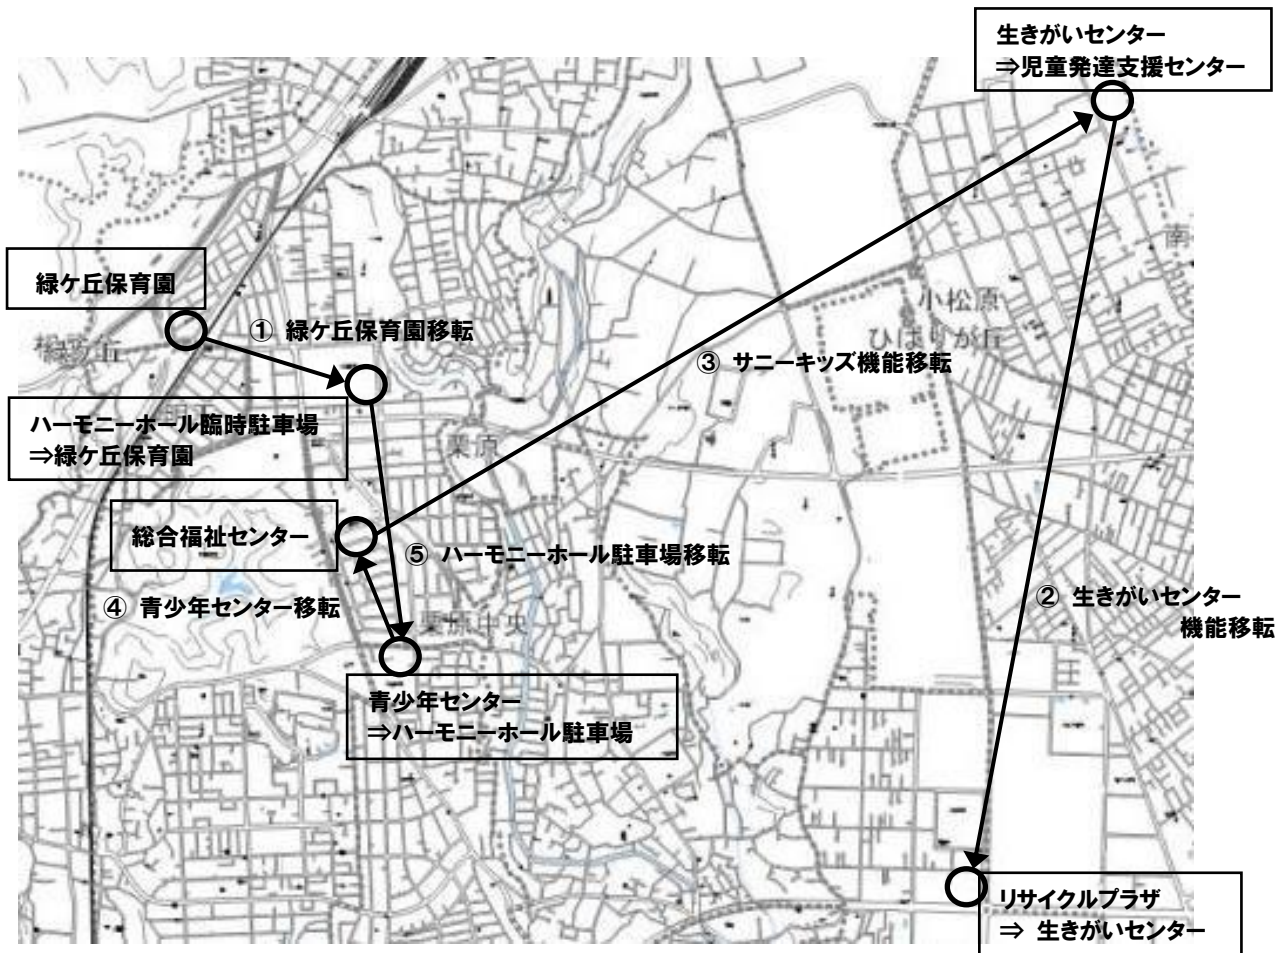 生きがいセンター
⇒児童発達支援センター
南
緑ケ丘保育園
小松原
ひばりが丘
① 緑ケ丘保育園移転
③ サニーキッズ機能移転
ハーモニーホール臨時駐車場
⇒緑ケ丘保育園
栗原
総合福祉センター
⑤ ハーモニーホール駐車場移転
④ 青少年センター移転
② 生きがいセンター
機能移転
栗原中央
青少年センター
⇒ハーモニーホール駐車場
リサイクルプラザ
⇒ 生きがいセンター